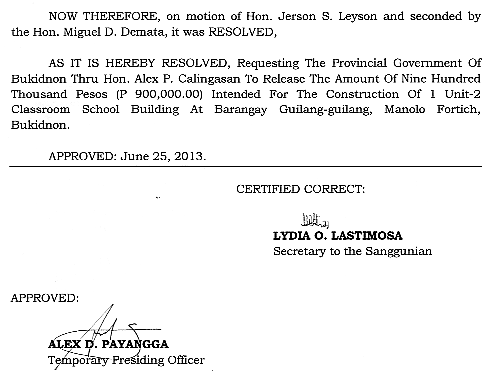 NOW THEREFORE, on motion of Hon. Jerson S. Leyson and seconded by
the Hon. Miguel D. Demata, it was RESOLVED,
AS IT IS HEREBY RESOLVED, Requesting The Provincial Government Of
Bukidnon Thru Hon. Alex P. Calingasan To Release The Amount Of Nine Hundred
Thousand Pesos (P 900,000.00) Intended For The Construction Of 1 Unit-2
Classroom School Building At Barangay Guilang-guilang, Manolo Fortich,
Bukidnon.
APPROVED: June 25, 2013.
CERTIFIED CORRECT:
LYDIA O. LASTIMOSA
Secretary to the Sanggunian
APPROVED:
ALEX D. PAYANGGA
Temporary Presiding Officer